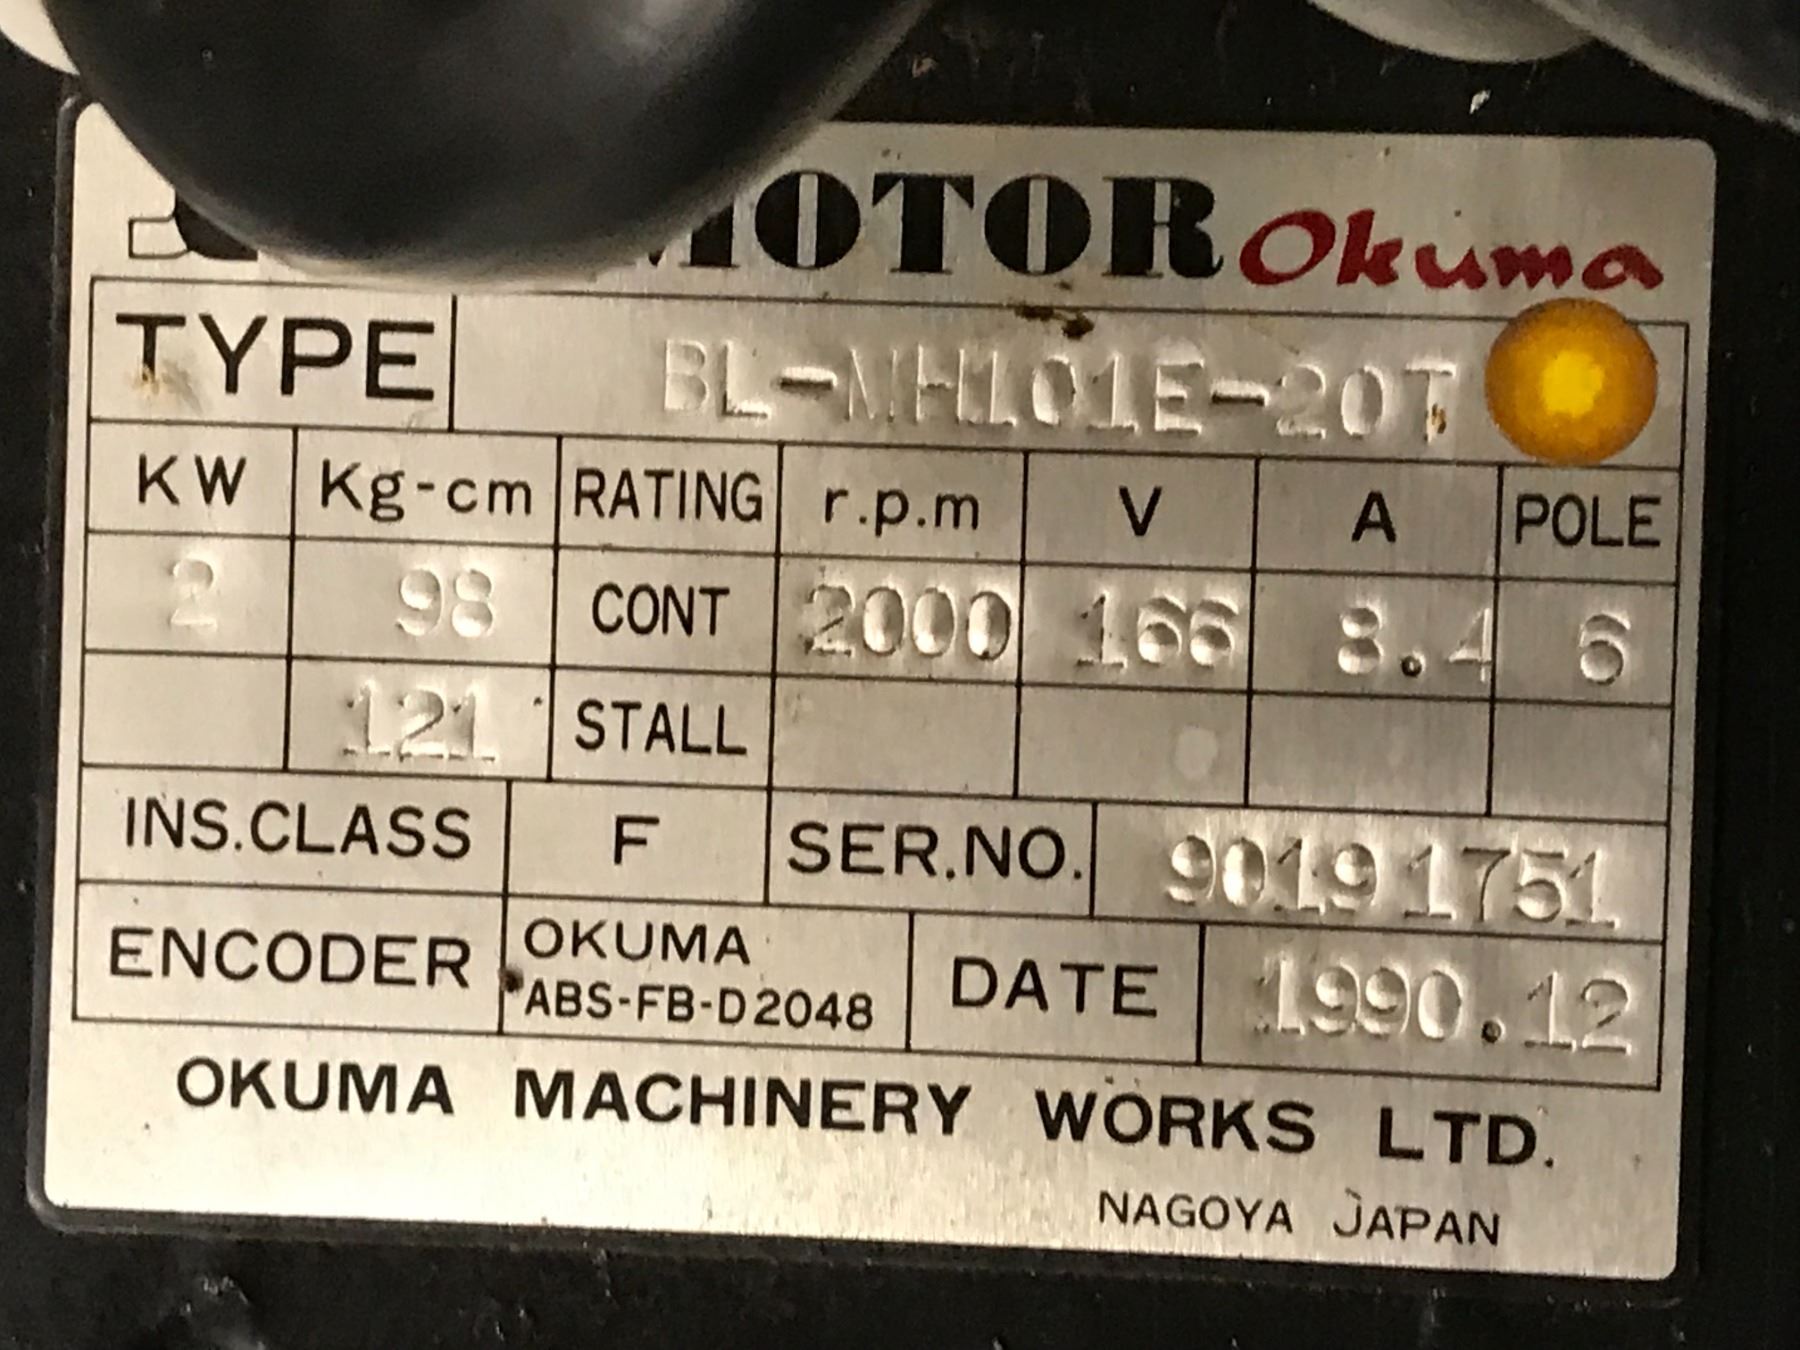 MOTOR Okuma
TYPE BL-MH101E-20T
KW Kg-cm RATING r.p.m V A POLE
2 98 CONT 2000 166 8.4 6
121 STALL
INS.CLASS F SER.NO. 90191751
ENCODER OKUMA ABS-FB-D2048 DATE 1990.12
OKUMA MACHINERY WORKS LTD.
NAGOYA JAPAN